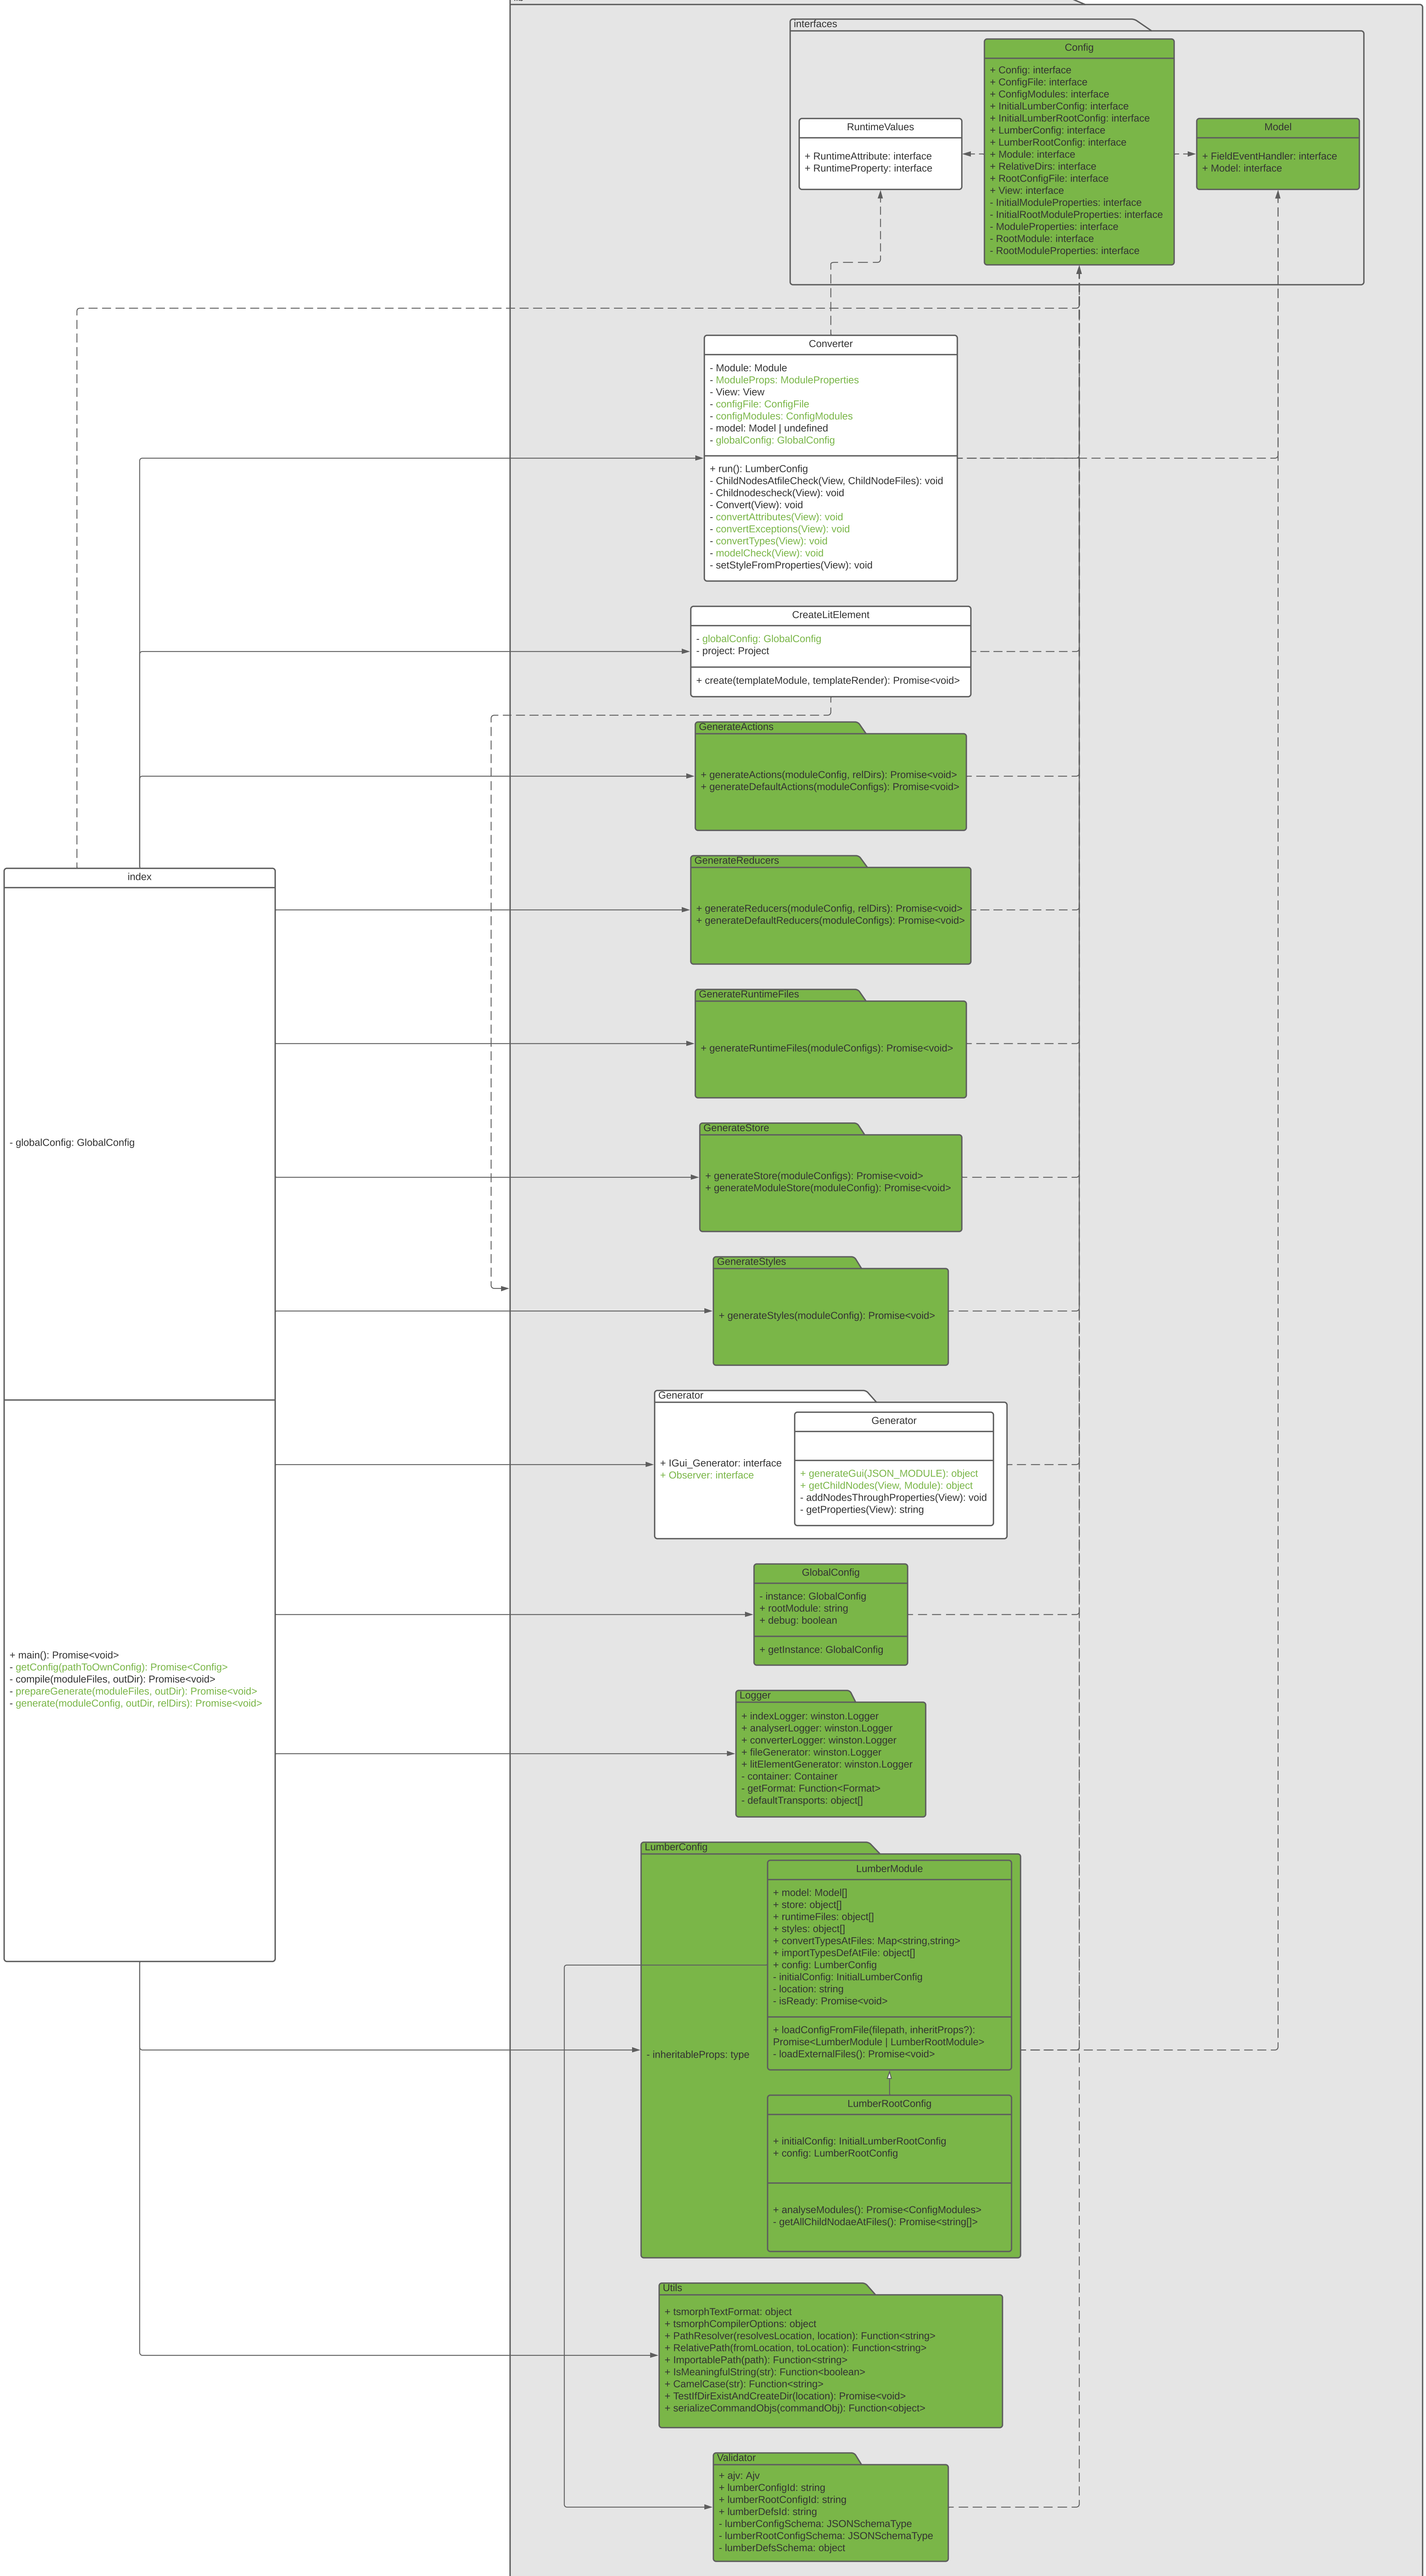 interfaces
Config
+ Config: interface
+ ConfigFile: interface
+ ConfigModules: interface
+ InitialLumberConfig: interface
+ InitialLumberRootConfig: interface
+ LumberConfig: interface
+ LumberRootConfig: interface
+ Module: interface
+ RelativeDirs: interface
+ RootConfigFile: interface
+ View: interface
- InitialModuleProperties: interface
- InitialRootModuleProperties: interface
- ModuleProperties: interface
- RootModule: interface
- RootModuleProperties: interface
RuntimeValues
+ RuntimeAttribute: interface
+ RuntimeProperty: interface
Model
+ FieldEventHandler: interface
+ Model: interface
Converter
- Module: Module
- ModuleProps: ModuleProperties
- View: View
- configFile: ConfigFile
- configModules: ConfigModules
- model: Model | undefined
- globalConfig: GlobalConfig
+ run(): LumberConfig
- ChildNodesAtfileCheck(View, ChildNodeFiles): void
- Childnodescheck(View): void
- Convert(View): void
- convertAttributes(View): void
- convertExceptions(View): void
- convertTypes(View): void
- modelCheck(View): void
- setStyleFromProperties(View): void
CreateLitElement
- globalConfig: GlobalConfig
- project: Project
+ create(templateModule, templateRender): Promise<void>
GenerateActions
+ generateActions(moduleConfig, relDirs): Promise<void>
+ generateDefaultActions(moduleConfigs): Promise<void>
GenerateReducers
+ generateReducers(moduleConfig, relDirs): Promise<void>
+ generateDefaultReducers(moduleConfigs): Promise<void>
GenerateRuntimeFiles
+ generateRuntimeFiles(moduleConfigs): Promise<void>
GenerateStore
+ generateStore(moduleConfigs): Promise<void>
+ generateModuleStore(moduleConfig): Promise<void>
GenerateStyles
+ generateStyles(moduleConfig): Promise<void>
index
- globalConfig: GlobalConfig
+ main(): Promise<void>
- getConfig(pathToOwnConfig): Promise<Config>
- compile(moduleFiles, outDir): Promise<void>
- prepareGenerate(moduleFiles, outDir): Promise<void>
- generate(moduleConfig, outDir, relDirs): Promise<void>
Generator
+ IGui_Generator: interface
+ Observer: interface
Generator
+ generateGui(JSON_MODULE): object
+ getChildNodes(View, Module): object
- addNodesThroughProperties(View): void
- getProperties(View): string
GlobalConfig
- instance: GlobalConfig
+ rootModule: string
+ debug: boolean
+ getInstance: GlobalConfig
Logger
+ indexLogger: winston.Logger
+ analyserLogger: winston.Logger
+ converterLogger: winston.Logger
+ fileGenerator: winston.Logger
+ litElementGenerator: winston.Logger
- container: Container
- getFormat: Function<Format>
- defaultTransports: object[]
LumberConfig
- inheritableProps: type
LumberModule
+ model: Model[]
+ store: object[]
+ runtimeFiles: object[]
+ styles: object[]
+ convertTypesAtFiles: Map<string,string>
+ importTypesDefAtFile: object[]
+ config: LumberConfig
- initialConfig: InitialLumberConfig
- location: string
- isReady: Promise<void>
+ loadConfigFromFile(filepath, inheritProps?):
Promise<LumberModule | LumberRootModule>
- loadExternalFiles(): Promise<void>
LumberRootConfig
+ initialConfig: InitialLumberRootConfig
+ config: LumberRootConfig
+ analyseModules(): Promise<ConfigModules>
- getAllChildNodaeAtFiles(): Promise<string[]>
Utils
+ tsmorphTextFormat: object
+ tsmorphCompilerOptions: object
+ PathResolver(resolvesLocation, location): Function<string>
+ RelativePath(fromLocation, toLocation): Function<string>
+ ImportablePath(path): Function<string>
+ IsMeaningfulString(str): Function<boolean>
+ CamelCase(str): Function<string>
+ TestIfDirExistAndCreateDir(location): Promise<void>
+ serializeCommandObjs(commandObj): Function<object>
Validator
+ ajv: Ajv
+ lumberConfigId: string
+ lumberRootConfigId: string
+ lumberDefsId: string
- lumberConfigSchema: JSONSchemaType
- lumberRootConfigSchema: JSONSchemaType
- lumberDefsSchema: object